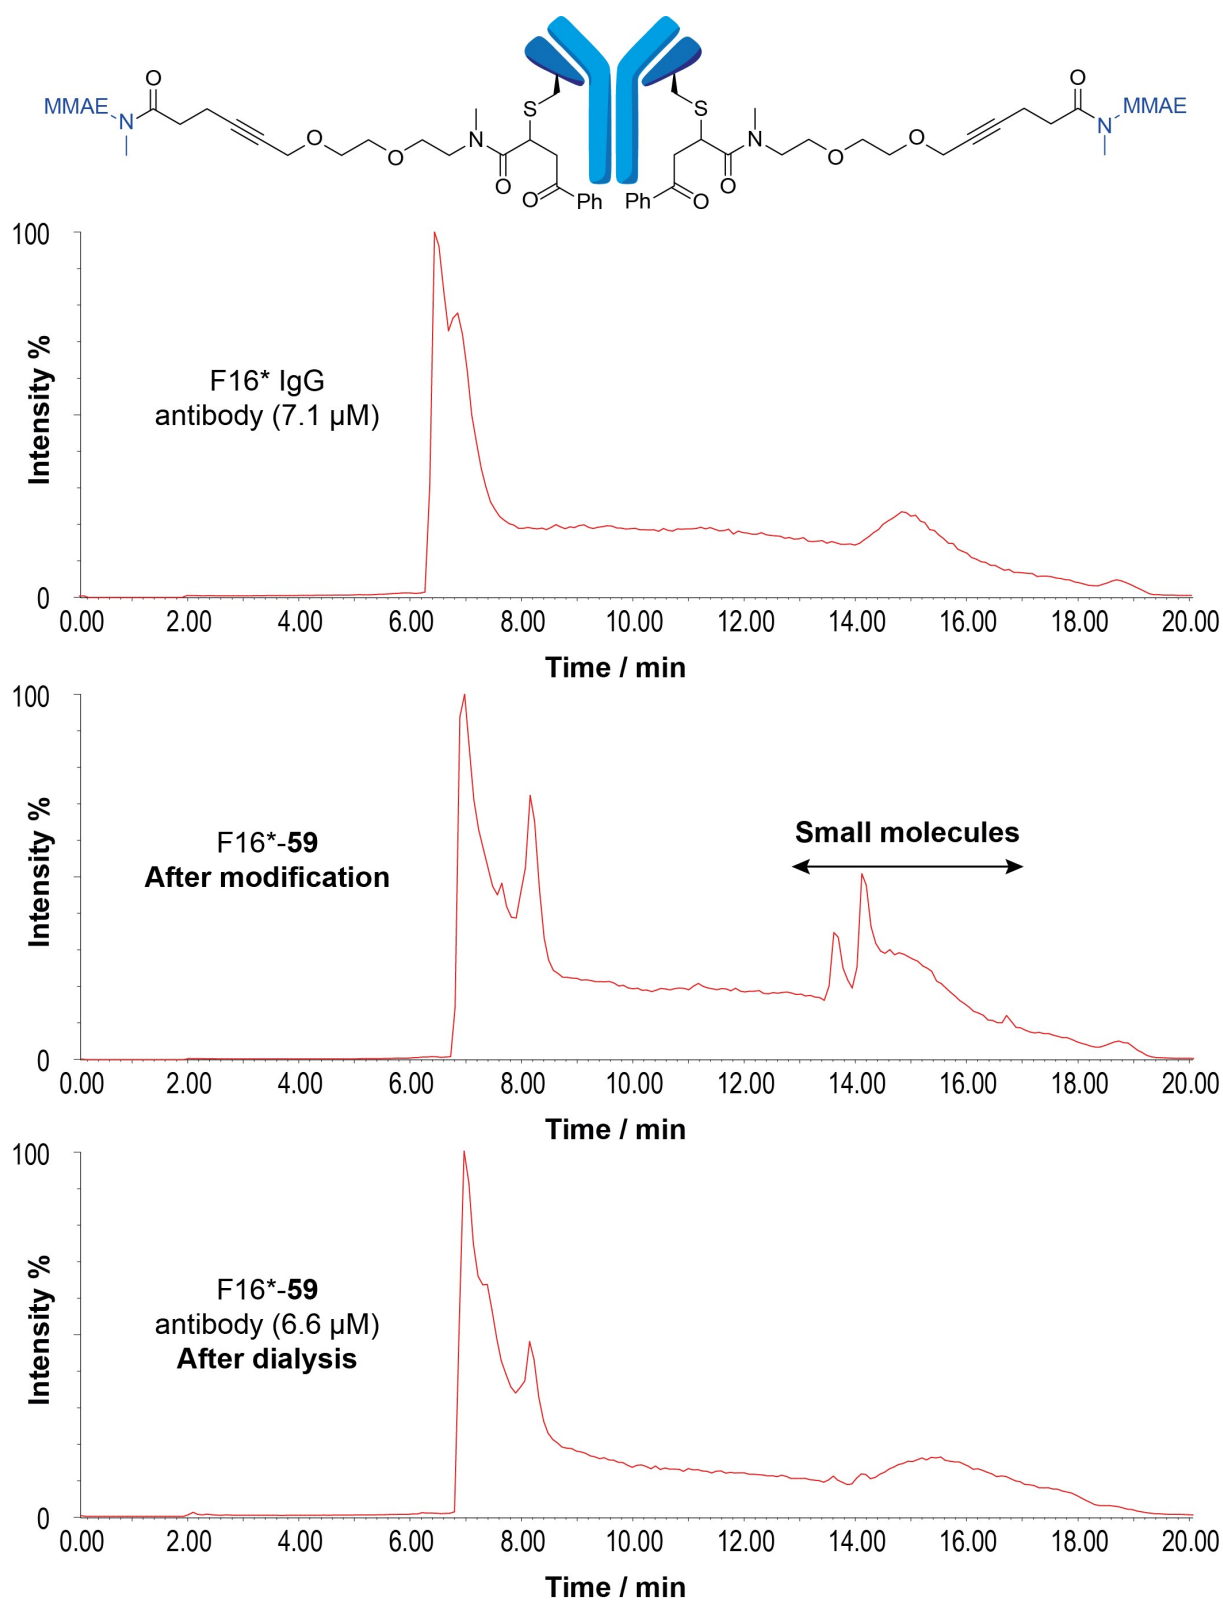 O
MMAE
N
O
O
N
S
O
O
Ph
S
O
N
O
O
O
N
MMAE
Ph
O
O
100
Intensity %
F16* IgG
antibody (7.1 µM)
0
0.00 2.00 4.00 6.00 8.00 10.00 12.00 14.00 16.00 18.00 20.00
Time / min
100
Intensity %
F16*-59
After modification
Small molecules
0
0.00 2.00 4.00 6.00 8.00 10.00 12.00 14.00 16.00 18.00 20.00
Time / min
100
Intensity %
F16*-59
antibody (6.6 µM)
After dialysis
0
0.00 2.00 4.00 6.00 8.00 10.00 12.00 14.00 16.00 18.00 20.00
Time / min